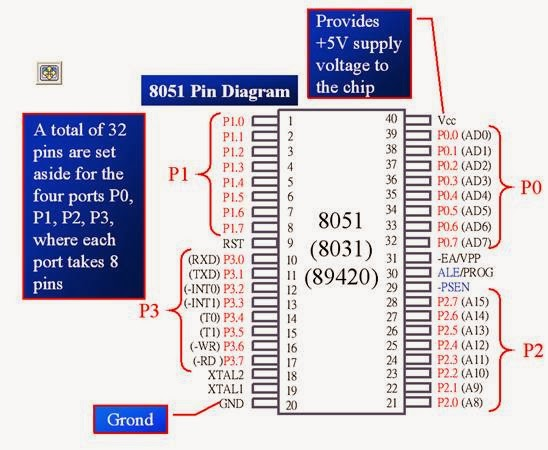 Provides
+5V supply
voltage to
the chip
8051 Pin Diagram
A total of 32
pins are set
aside for the
four ports P0,
P1, P2, P3,
where each
port takes 8
pins
P1
P3
P0
P2
8051
(8031)
(89420)
P1.0 1
P1.1 2
P1.2 3
P1.3 4
P1.4 5
P1.5 6
P1.6 7
P1.7 8
RST 9
(RXD) P3.0 10
(TXD) P3.1 11
(-INT0) P3.2 12
(-INT1) P3.3 13
(T0) P3.4 14
(T1) P3.5 15
(-WR) P3.6 16
(-RD ) P3.7 17
XTAL2 18
XTAL1 19
GND 20
40 Vcc
39 P0.0 (AD0)
38 P0.1 (AD1)
37 P0.2 (AD2)
36 P0.3 (AD3)
35 P0.4 (AD4)
34 P0.5 (AD5)
33 P0.6 (AD6)
32 P0.7 (AD7)
31 -EA/VPP
30 ALE/PROG
29 -PSEN
28 P2.7 (A15)
27 P2.6 (A14)
26 P2.5 (A13)
25 P2.4 (A12)
24 P2.3 (A11)
23 P2.2 (A10)
22 P2.1 (A9)
21 P2.0 (A8)
Grond